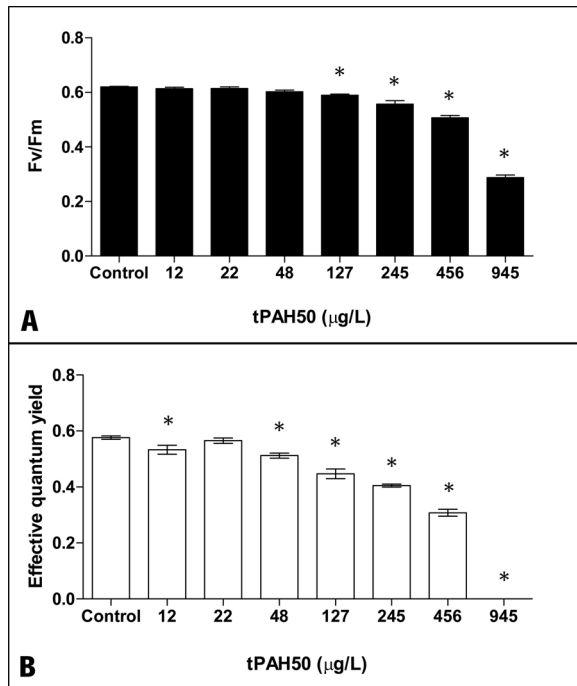 0.8
0.6
0.4
0.2
0.0
Fv/Fm
* * * *
Control 12 22 48 127 245 456 945
tPAH50 (μg/L)
A
0.8
0.6
0.4
0.2
0.0
Effective quantum yield
* * * * * *
Control 12 22 48 127 245 456 945
tPAH50 (μg/L)
B